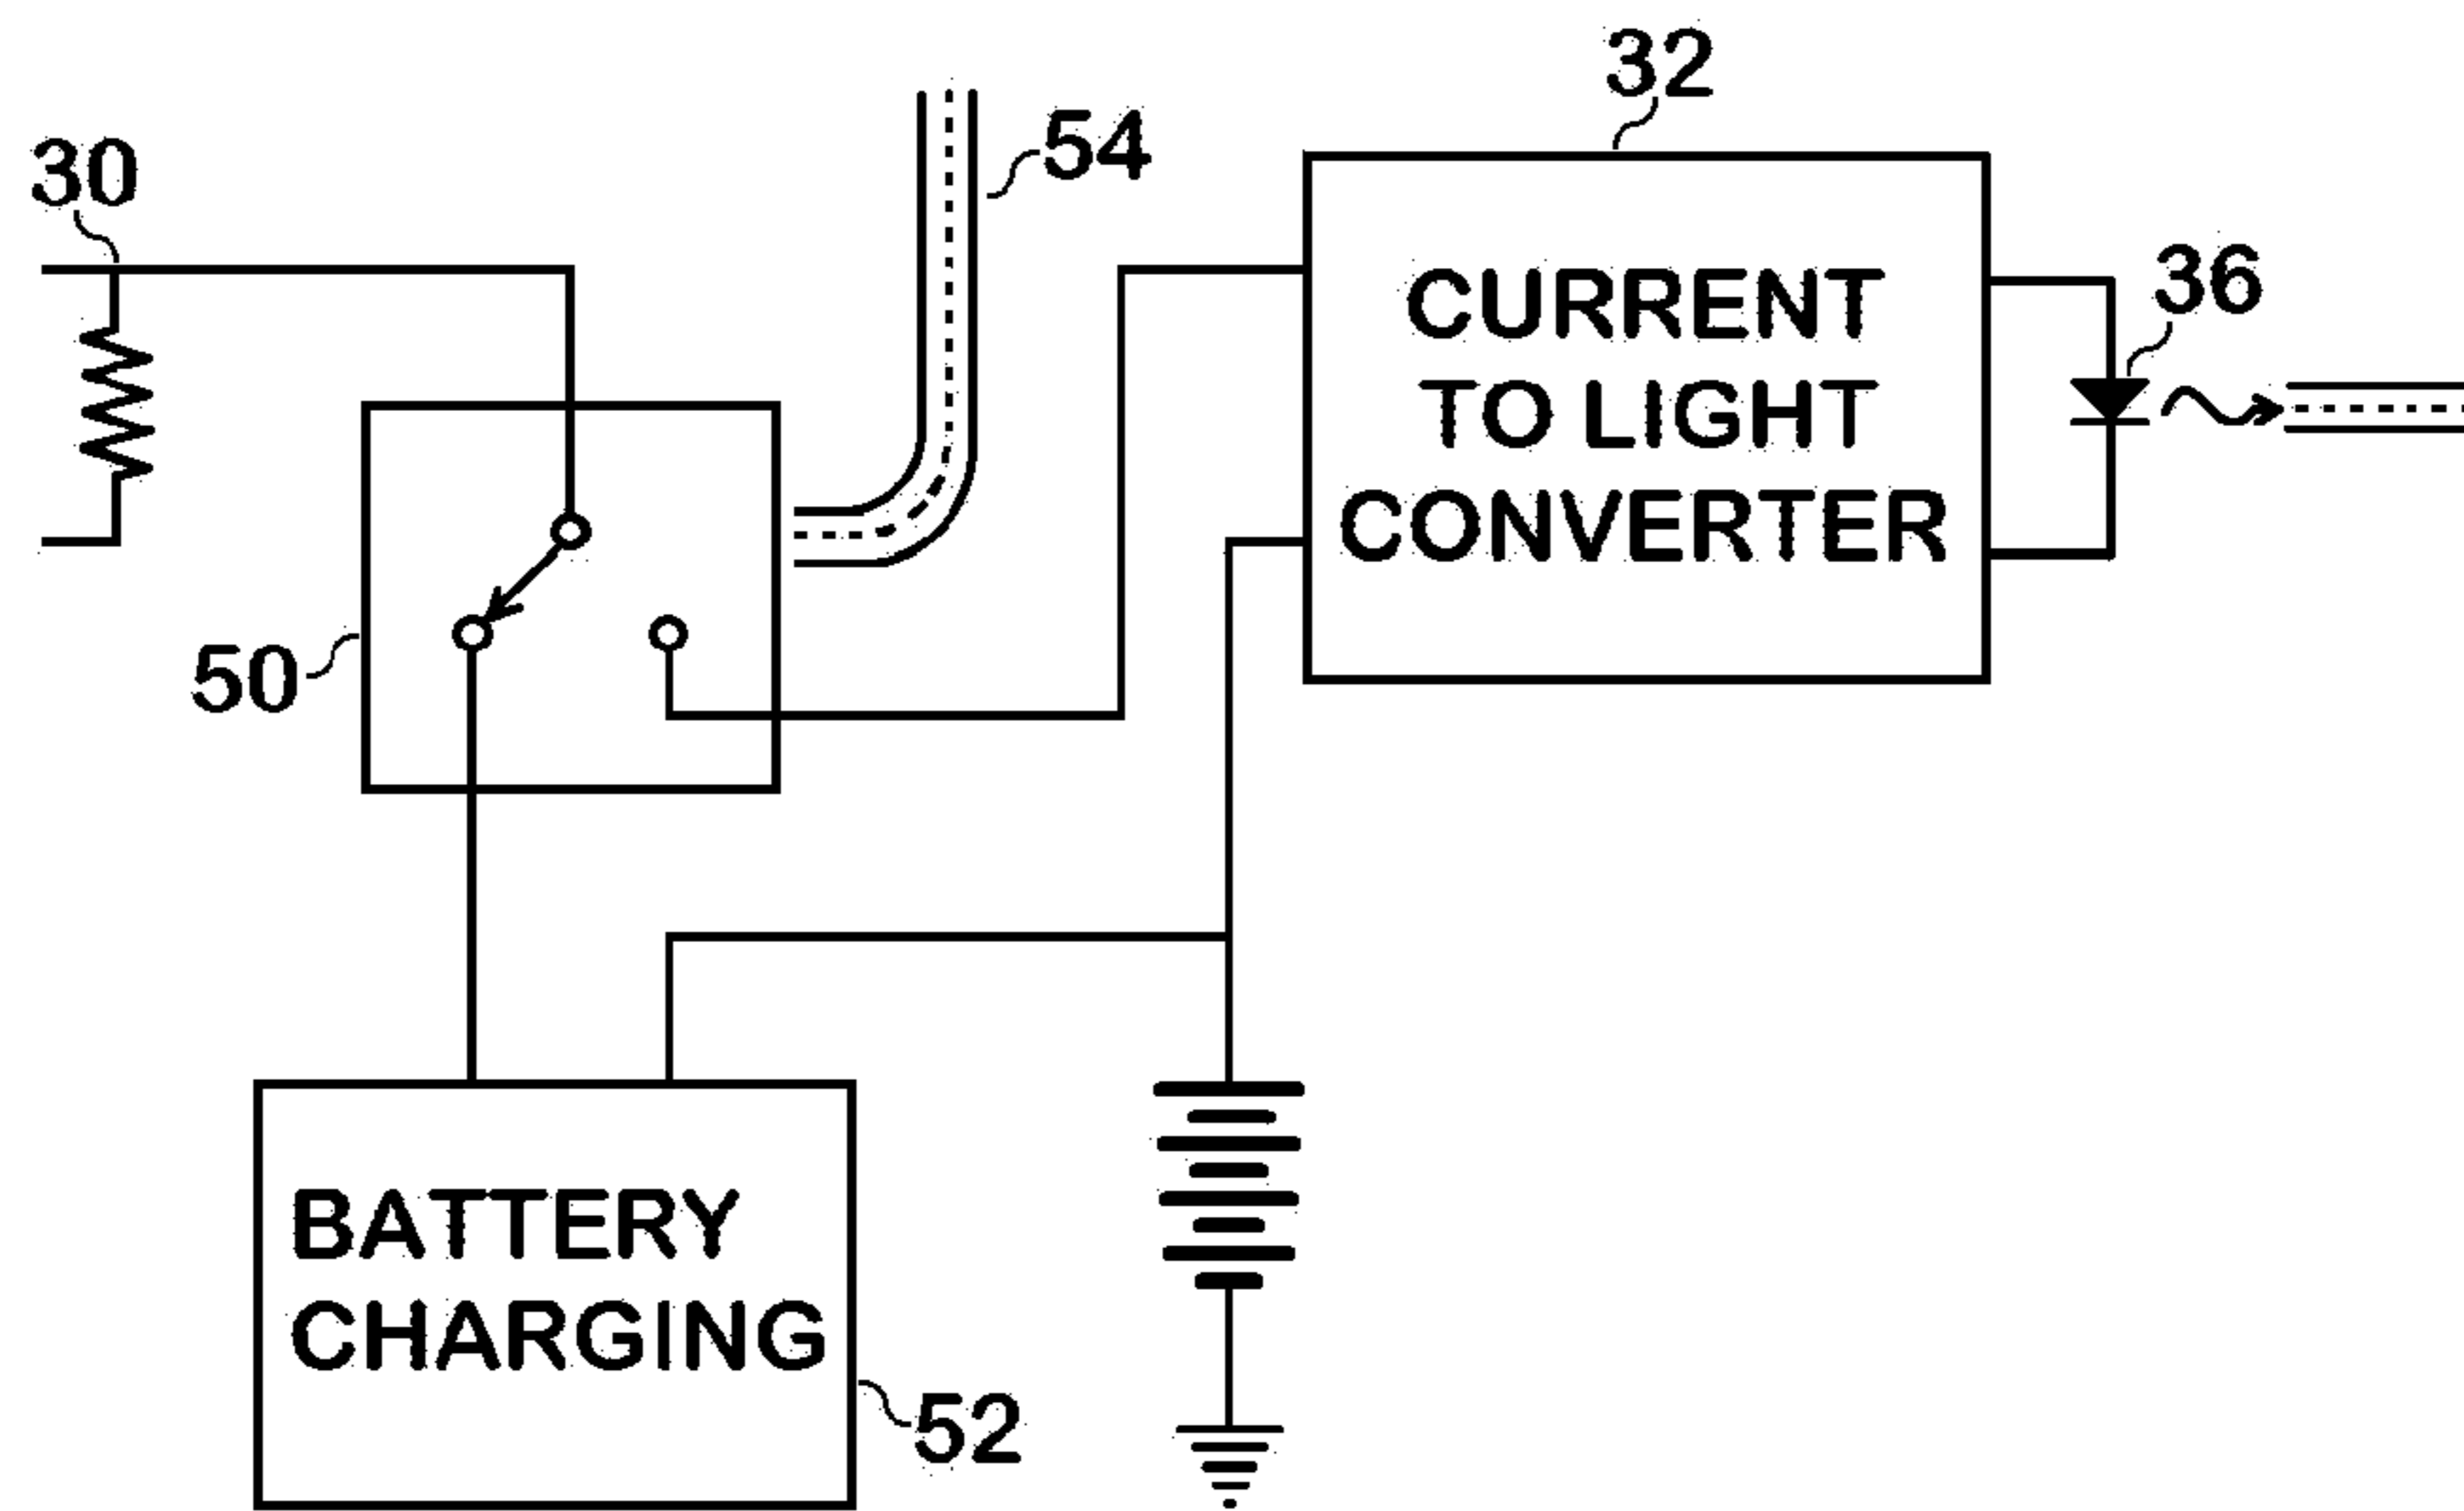 32
54
30
36
CURRENT
TO LIGHT
CONVERTER
50
BATTERY
CHARGING
52